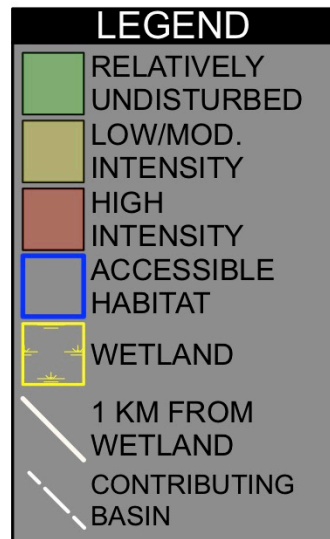 LEGEND
RELATIVELY
UNDISTURBED
LOW/MOD.
INTENSITY
HIGH
INTENSITY
ACCESSIBLE
HABITAT
WETLAND
1 KM FROM
WETLAND
CONTRIBUTING
BASIN